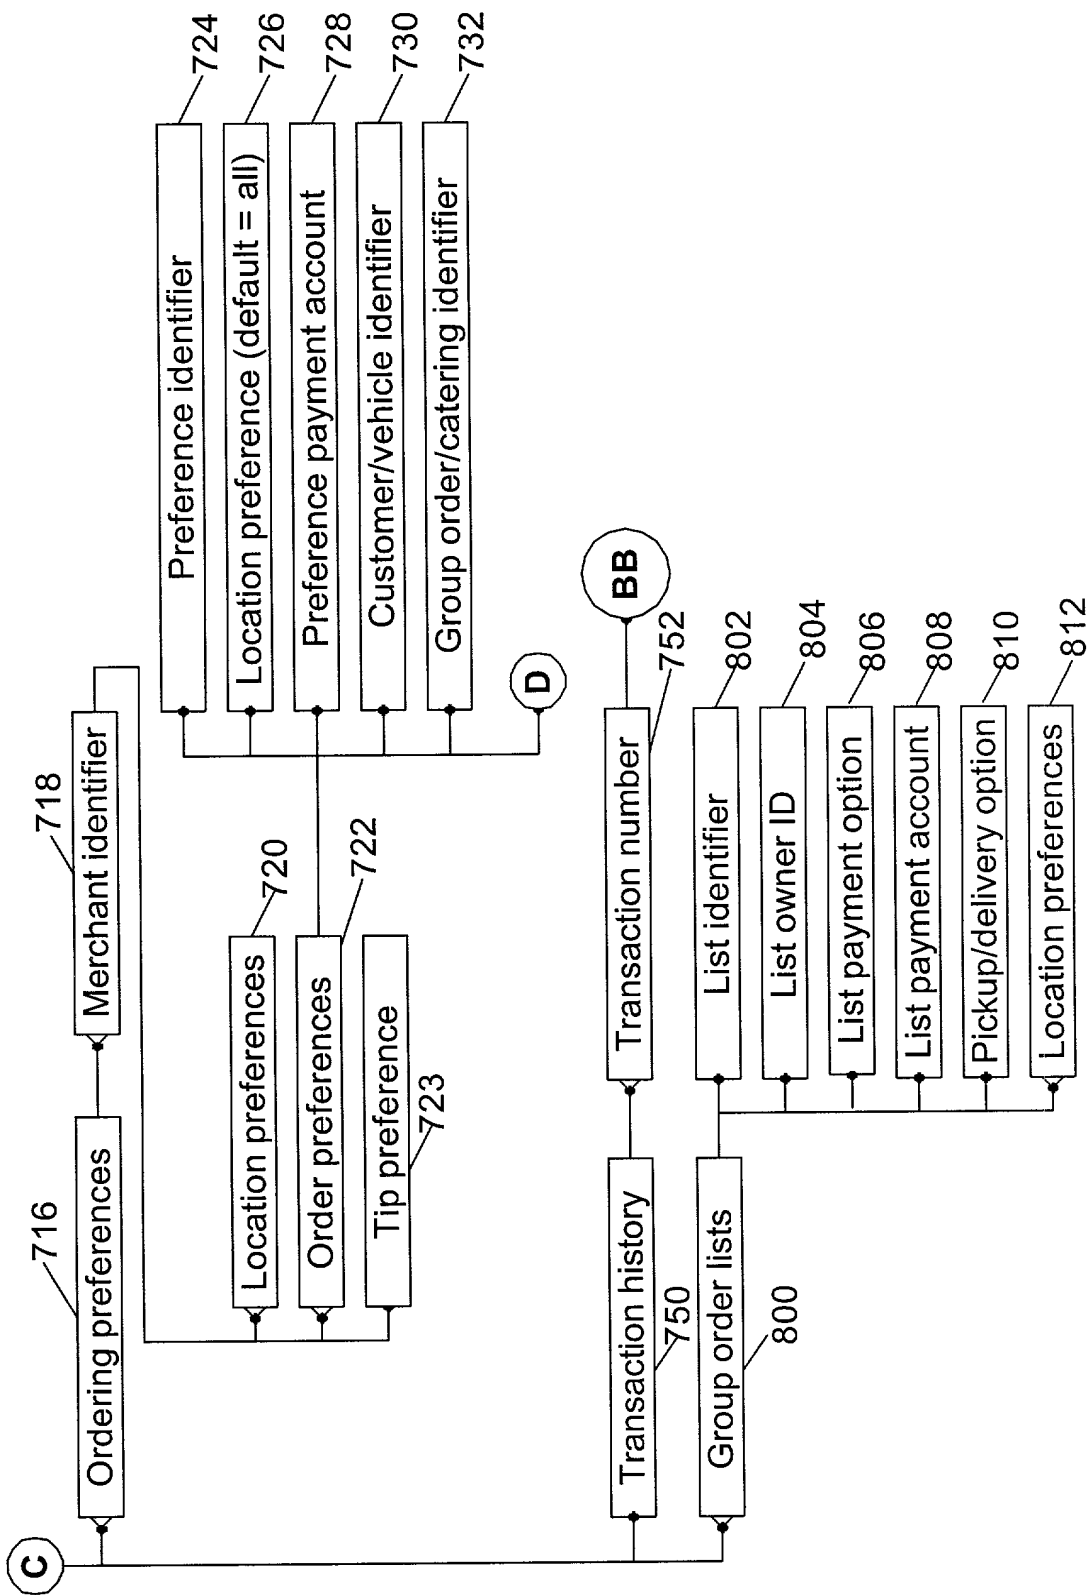 C
716
Ordering preferences
718
Merchant identifier
Location preferences
720
Order preferences
722
Tip preference
723
Preference identifier
724
Location preference (default = all)
726
Preference payment account
728
Customer/vehicle identifier
730
Group order/catering identifier
732
D
Transaction history
750
Transaction number
752
BB
Group order lists
800
List identifier
802
List owner ID
804
List payment option
806
List payment account
808
Pickup/delivery option
810
Location preferences
812